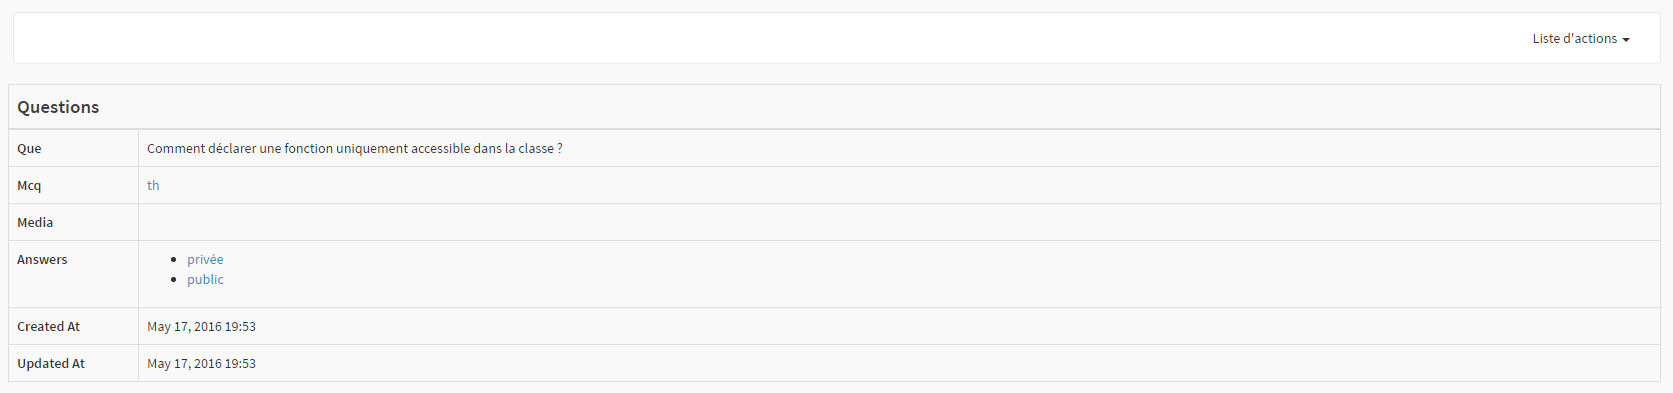 Liste d'actions
Questions
Que Comment déclarer une fonction uniquement accessible dans la classe ?
Mcq th
Media
Answers privée
public
Created At May 17, 2016 19:53
Updated At May 17, 2016 19:53